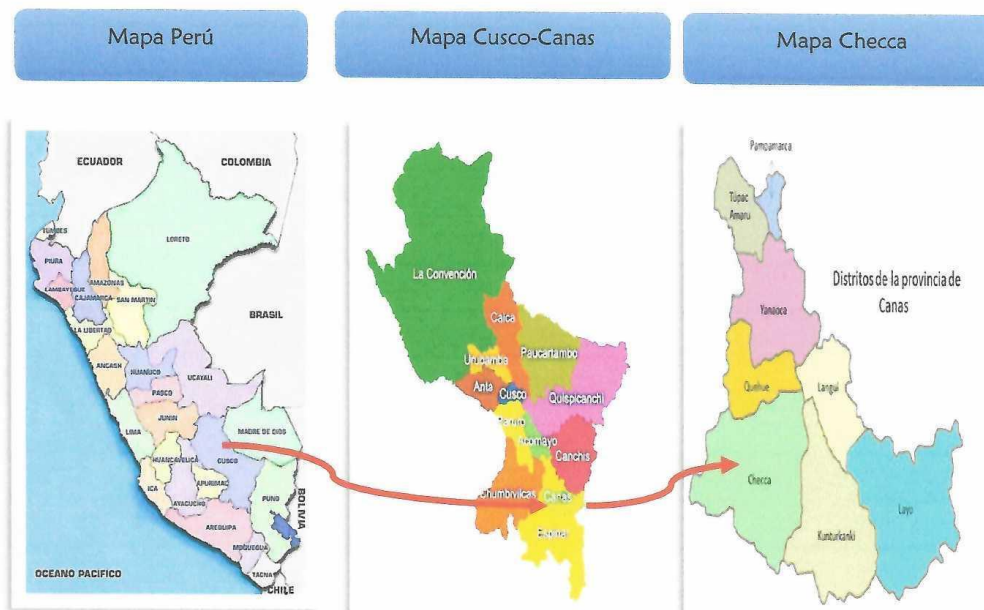 Mapa Perú
Mapa Cusco-Canas
Mapa Checca
ECUADOR
COLOMBIA
TUMBES
PIURA
LAMBAYEQUE
CAJAMARCA
AMAZONAS
LORETO
SAN MARTIN
LA LIBERTAD
BRASIL
ANCASH
HUANUCO
UCAYALI
PASCO
JUNIN
LIMA
MADRE DE DIOS
HUANCAVELICA
CUSCO
ICA
APURIMAC
AYACUCHO
PUNO
AREQUIPA
BOLIVIA
MOQUEGUA
TACNA
OCEANO PACIFICO
CHILE
La Convención
Calca
Urubamba
Paucartambo
Anta
Cusco
Quispicanchi
Acomayo
Canchis
Chumbivilcas
Canas
Espinar
Pampamarca
Túpac
Amaru
Yanaoca
Distritos de la provincia de
Canas
Quehue
Langui
Checca
Kunturkanki
Layo